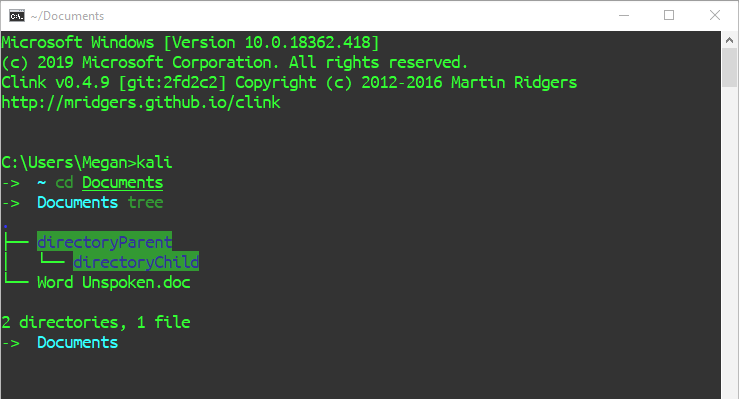 ~/Documents
Microsoft Windows [Version 10.0.18362.418]
(c) 2019 Microsoft Corporation. All rights reserved.
Clink v0.4.9 [git:2fd2c2] Copyright (c) 2012-2016 Martin Ridgers
http://mridgers.github.io/clink
C:\Users\Megan>kali
-> ~ cd Documents
-> Documents tree
.
├── directoryParent
│   └── directoryChild
└── Word Unspoken.doc
2 directories, 1 file
-> Documents